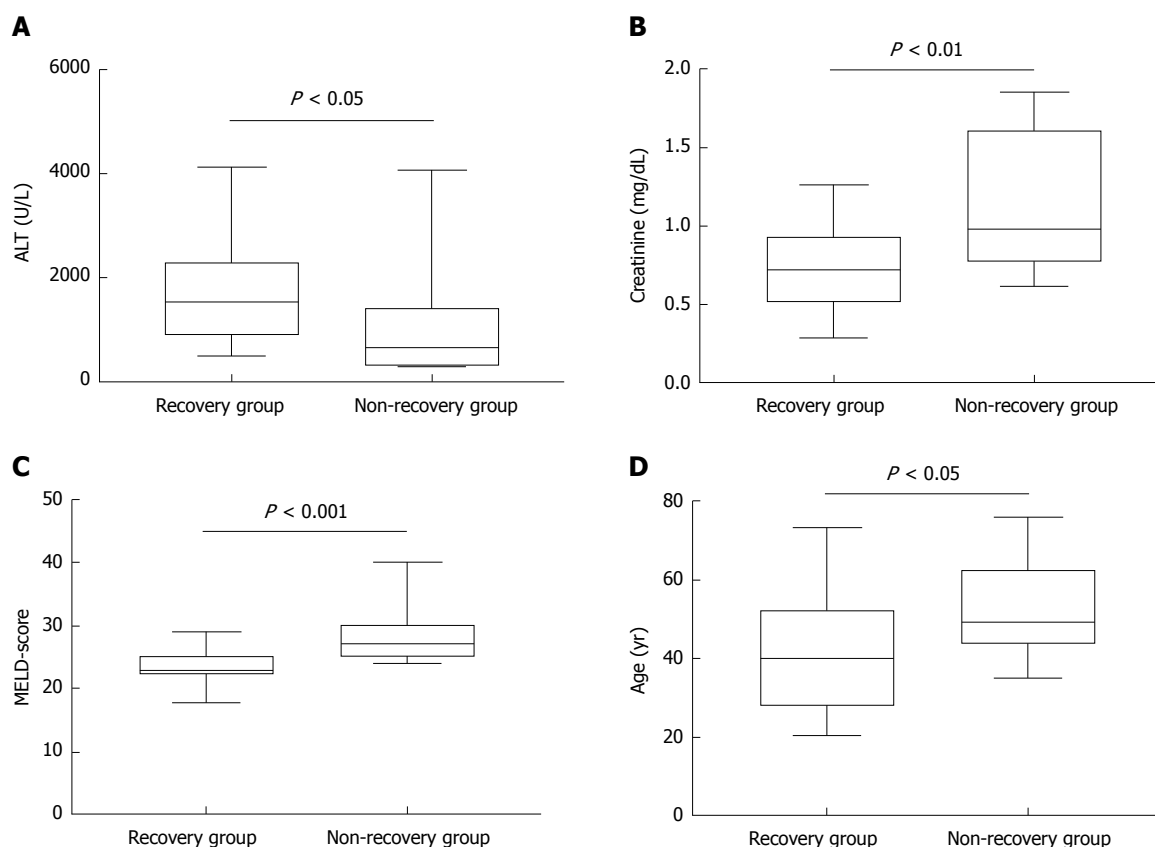 A
P < 0.05
ALT (U/L)
6000
4000
2000
0
Recovery group
Non-recovery group
B
P < 0.01
Creatinine (mg/dL)
2.0
1.5
1.0
0.5
0.0
Recovery group
Non-recovery group
C
P < 0.001
MELD-score
50
40
30
20
10
0
Recovery group
Non-recovery group
D
P < 0.05
Age (yr)
80
60
40
20
0
Recovery group
Non-recovery group